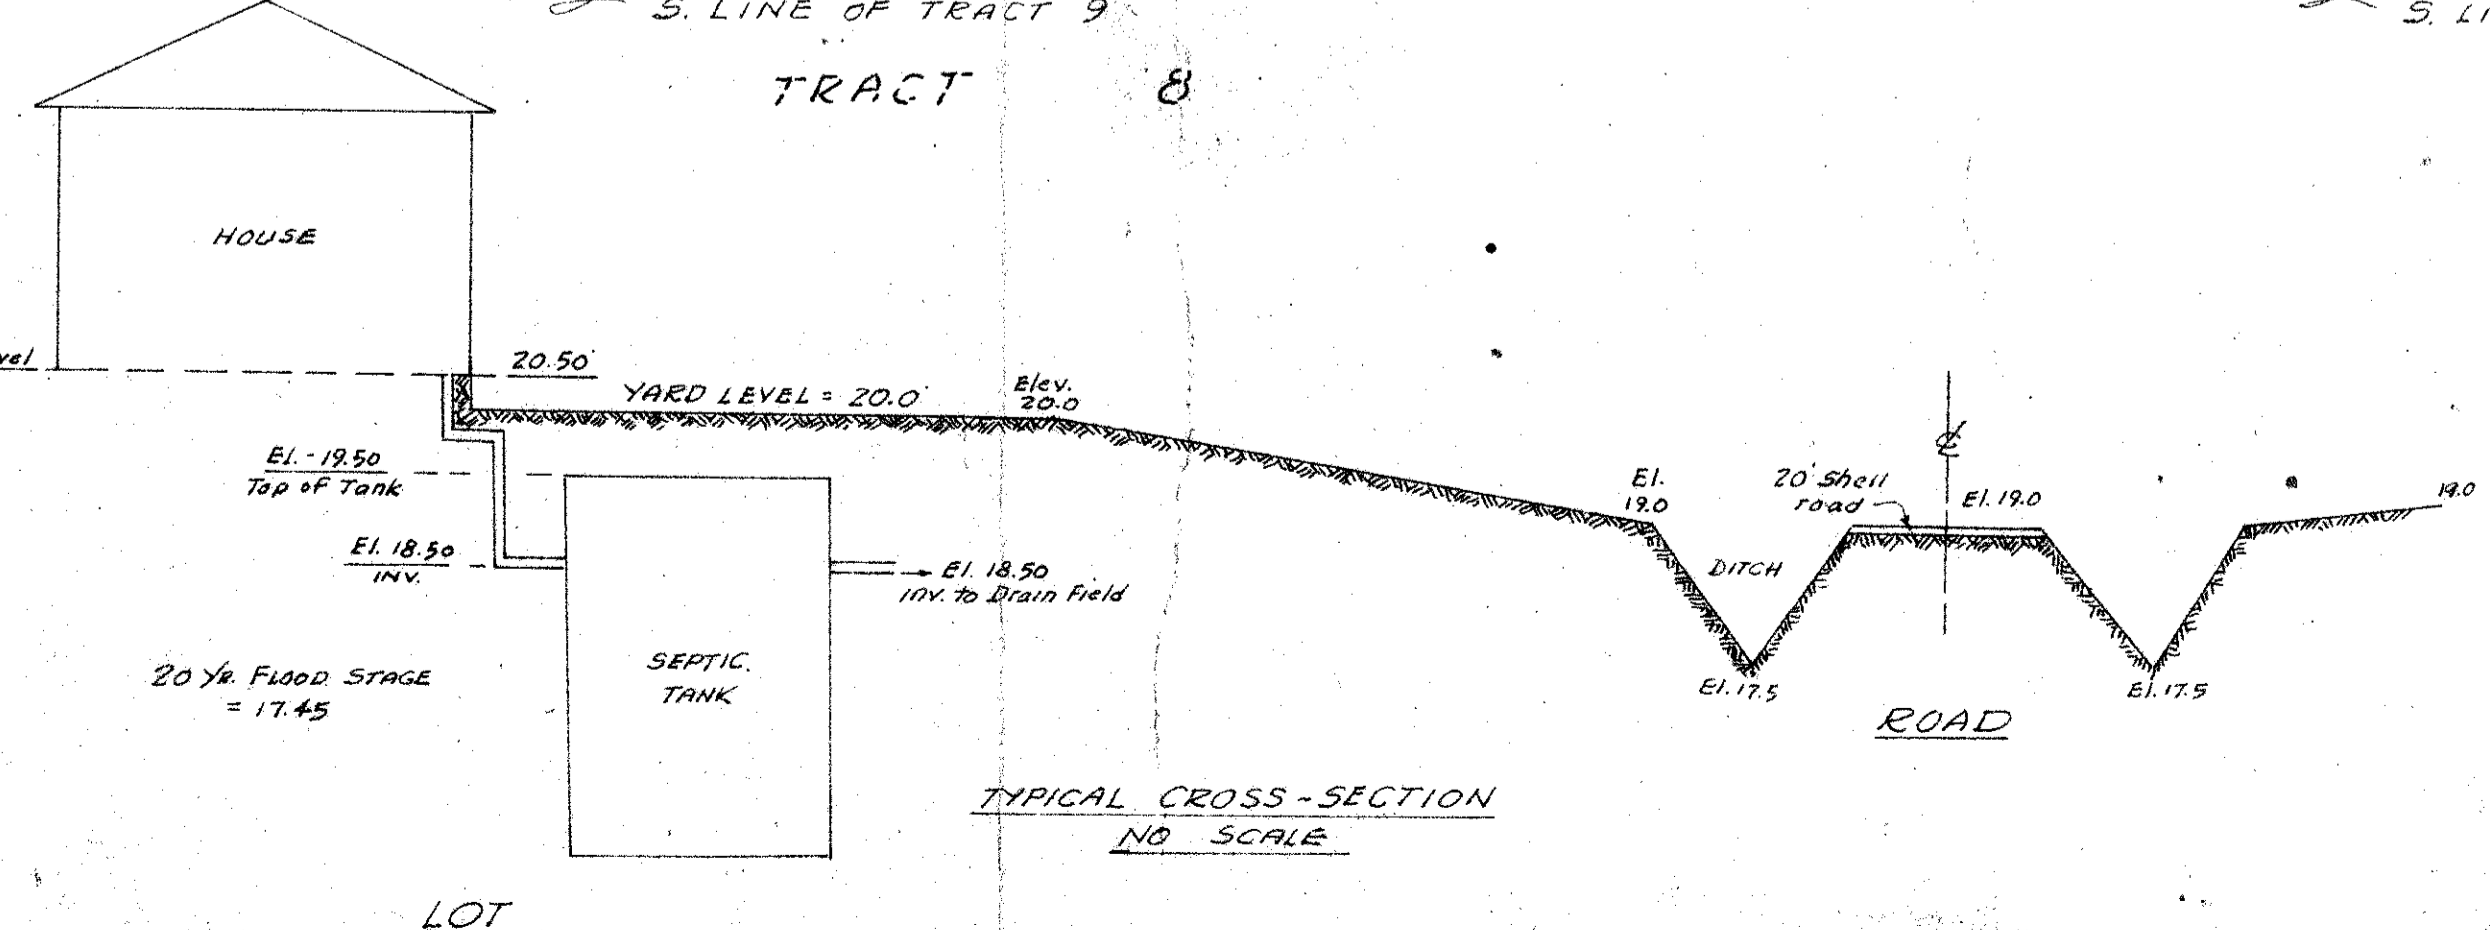 S. LINE OF TRACT 9
S. LI
TRACT 8
HOUSE
vel
20.50'
YARD LEVEL = 20.0'
Elev.
20.0
El. - 19.50
Top of Tank
El. 18.50
INV.
El. 18.50
inv. to Drain Field
20 Yr. FLOOD STAGE
= 17.45
SEPTIC.
TANK
El.
19.0
20' Shell
road
℄
El. 19.0
19.0
DITCH
El. 17.5
El. 17.5
ROAD
TYPICAL CROSS-SECTION
NO SCALE
LOT